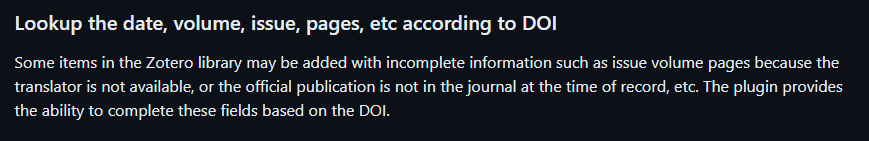 Lookup the date, volume, issue, pages, etc according to DOI
Some items in the Zotero library may be added with incomplete information such as issue volume pages because the
translator is not available, or the official publication is not in the journal at the time of record, etc. The plugin provides
the ability to complete these fields based on the DOI.